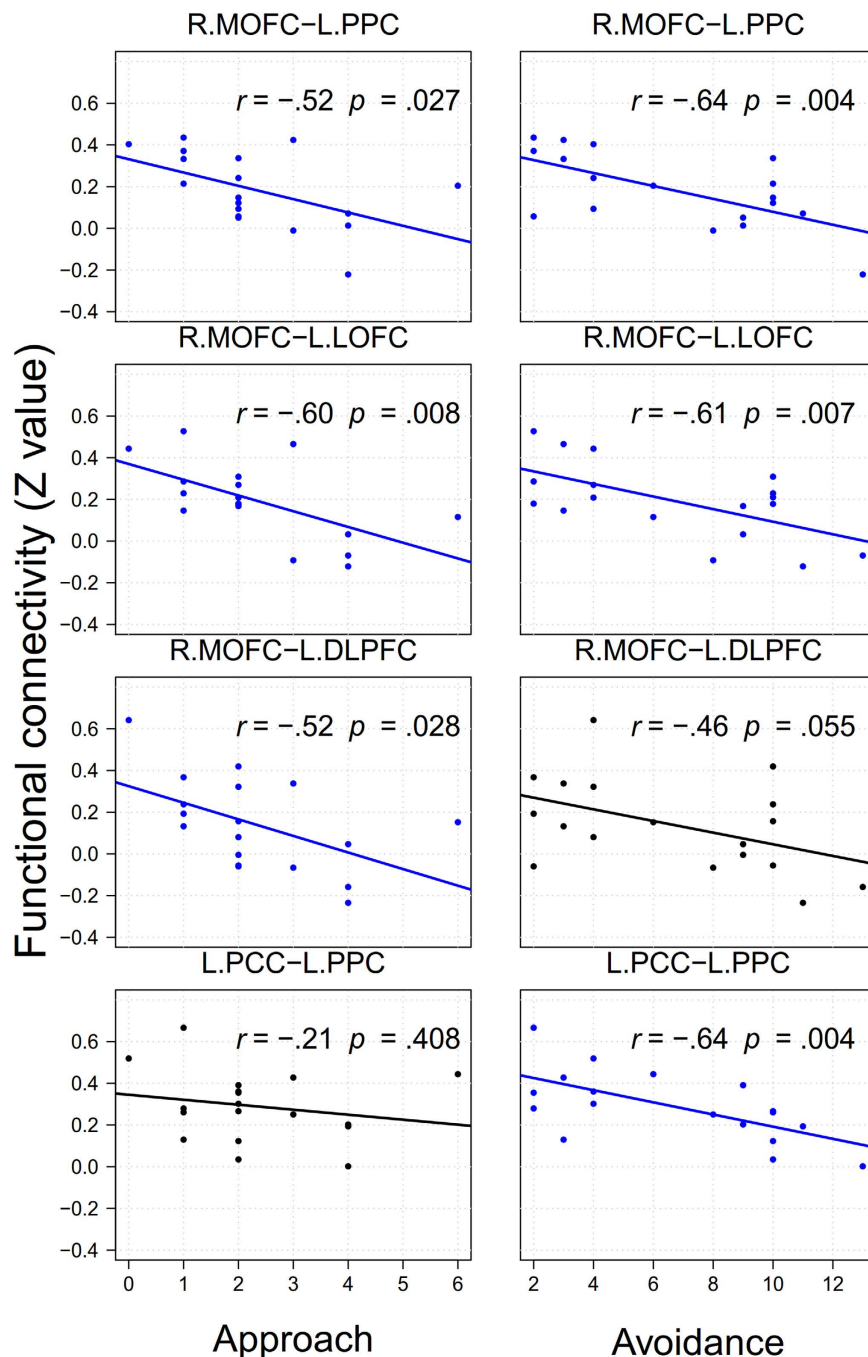 R.MOFC−L.PPC
r = −.52 p = .027
0.6
0.4
0.2
0.0
−0.2
−0.4
R.MOFC−L.PPC
r = −.64 p = .004
R.MOFC−L.LOFC
r = −.60 p = .008
0.6
0.4
0.2
0.0
−0.2
−0.4
R.MOFC−L.LOFC
r = −.61 p = .007
R.MOFC−L.DLPFC
r = −.52 p = .028
0.6
0.4
0.2
0.0
−0.2
−0.4
R.MOFC−L.DLPFC
r = −.46 p = .055
L.PCC−L.PPC
r = −.21 p = .408
0.6
0.4
0.2
0.0
−0.2
−0.4
L.PCC−L.PPC
r = −.64 p = .004
0 1 2 3 4 5 6
2 4 6 8 10 12
Functional connectivity (Z value)
Approach
Avoidance